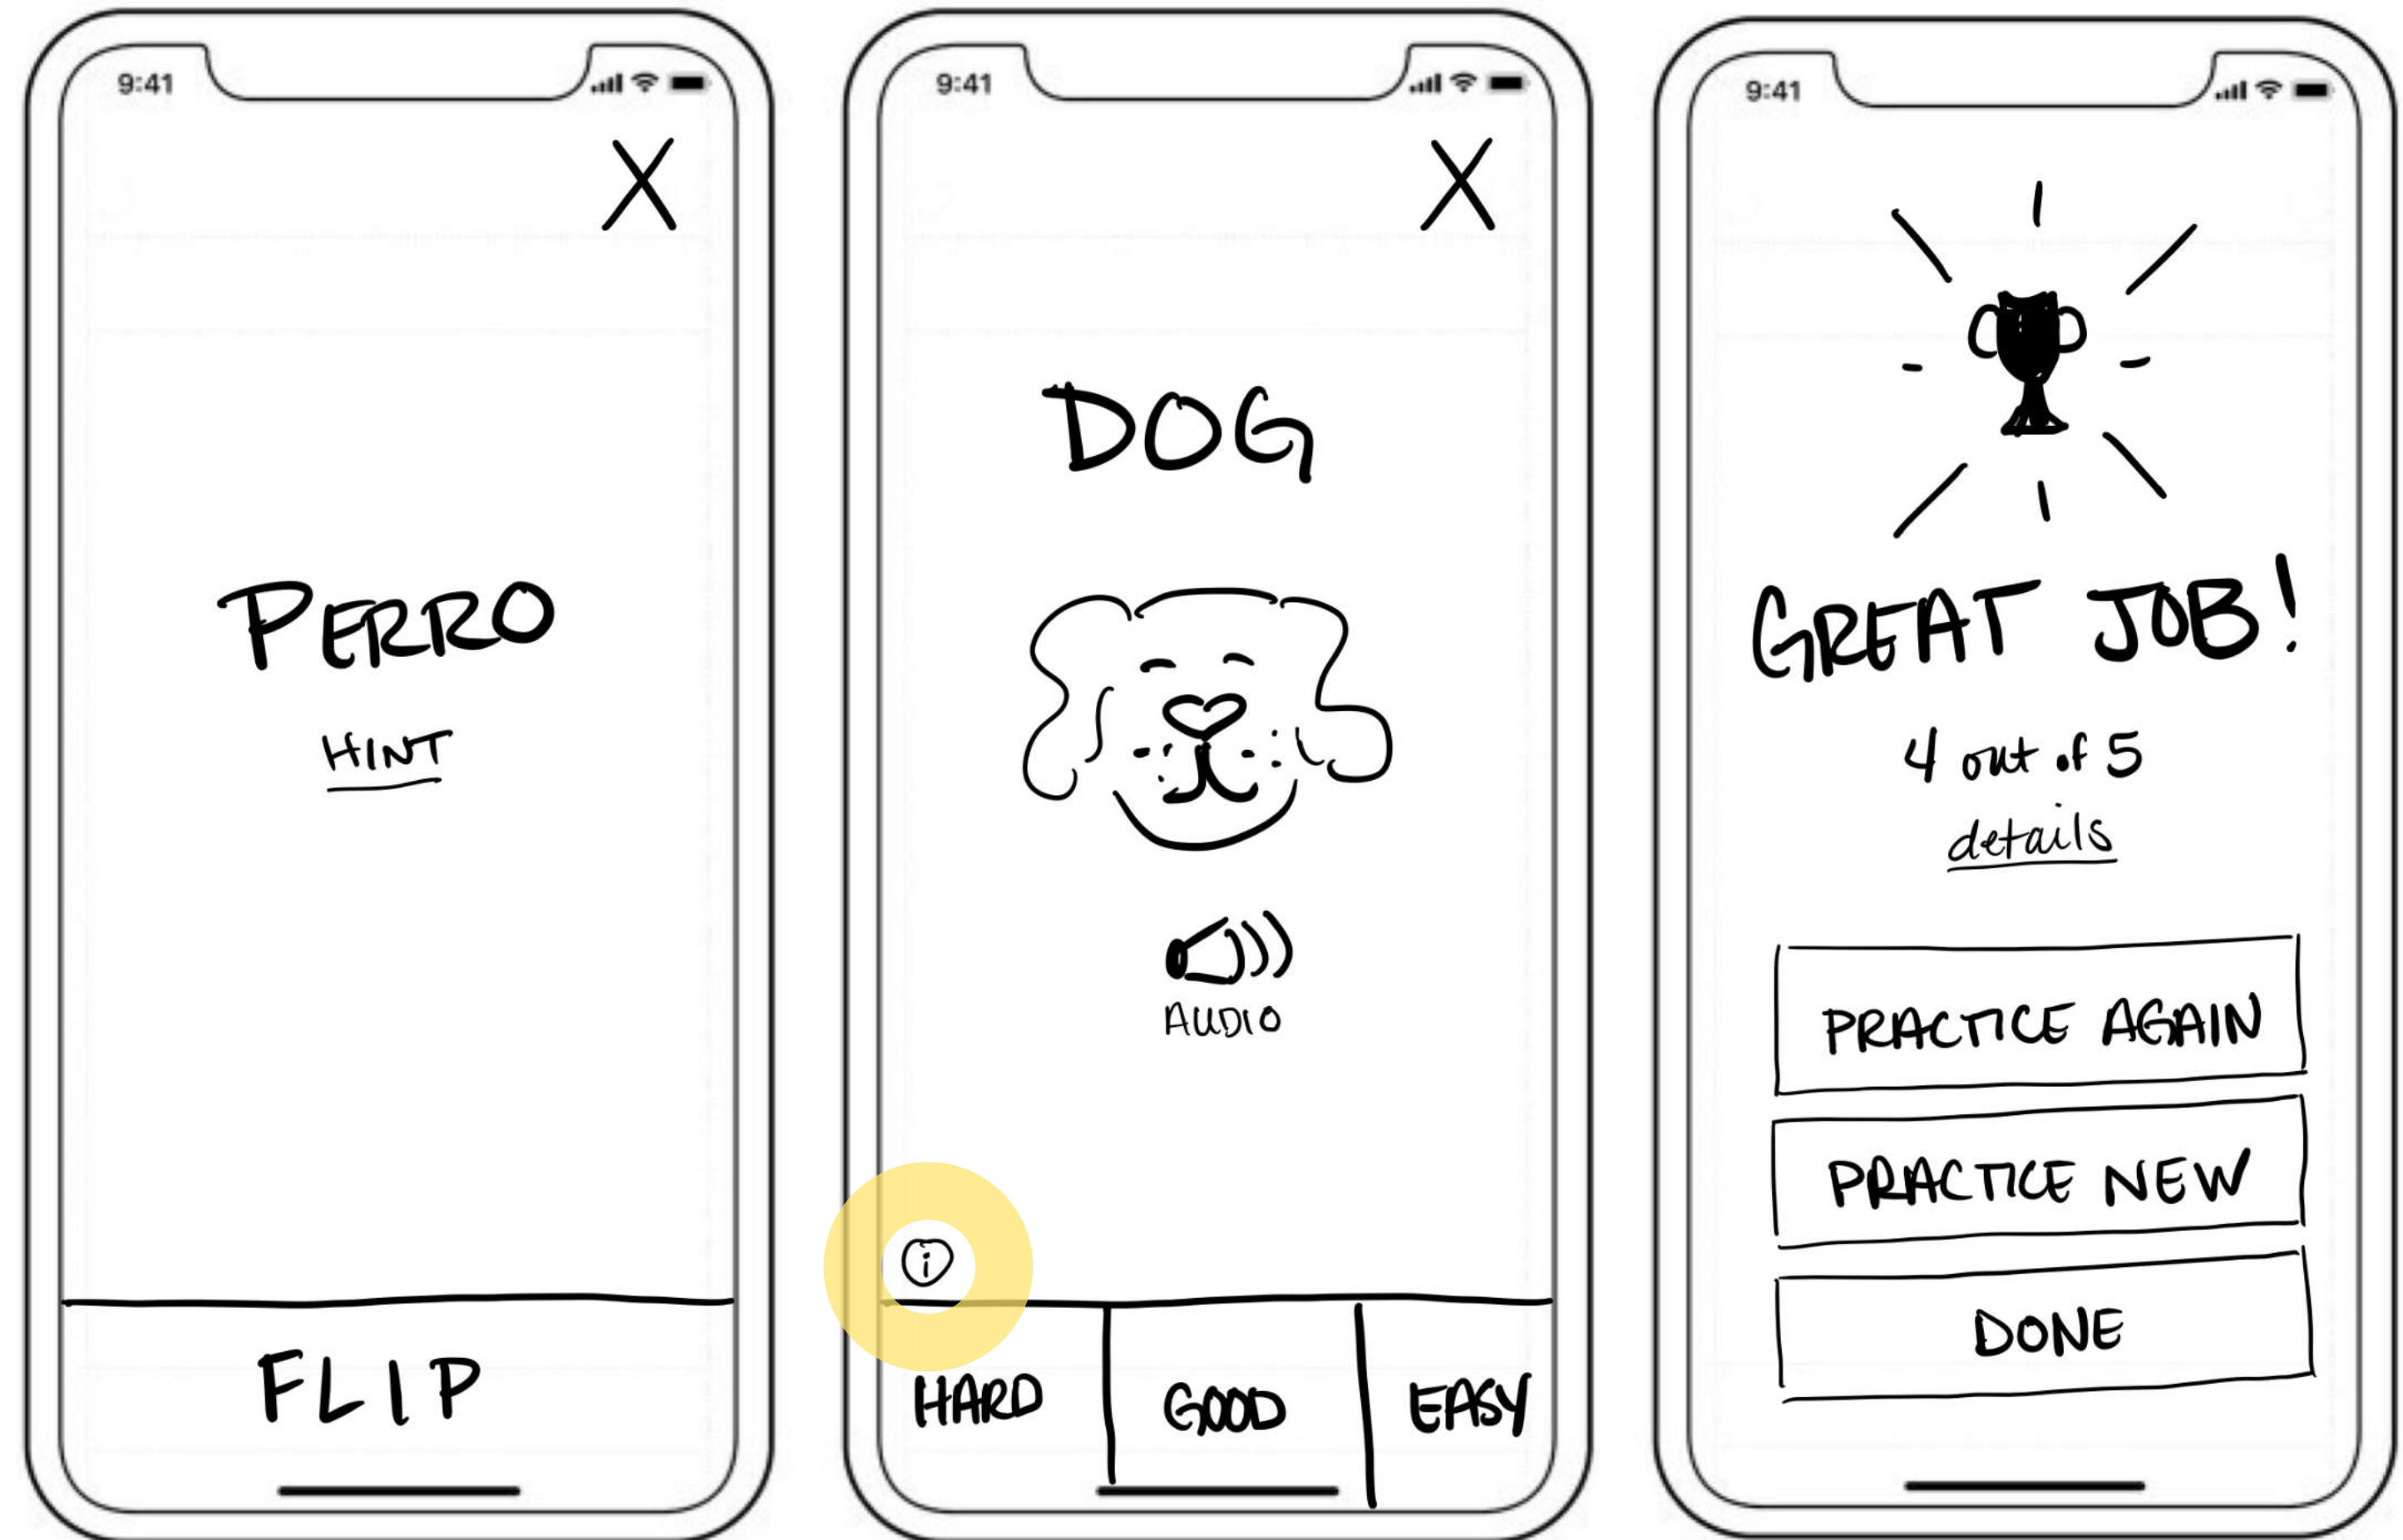 9:41
X
PERRO
HINT
FLIP
9:41
X
DOG
AUDIO
i
HARD GOOD EASY
9:41
GREAT JOB!
4 out of 5
details
PRACTICE AGAIN
PRACTICE NEW
DONE